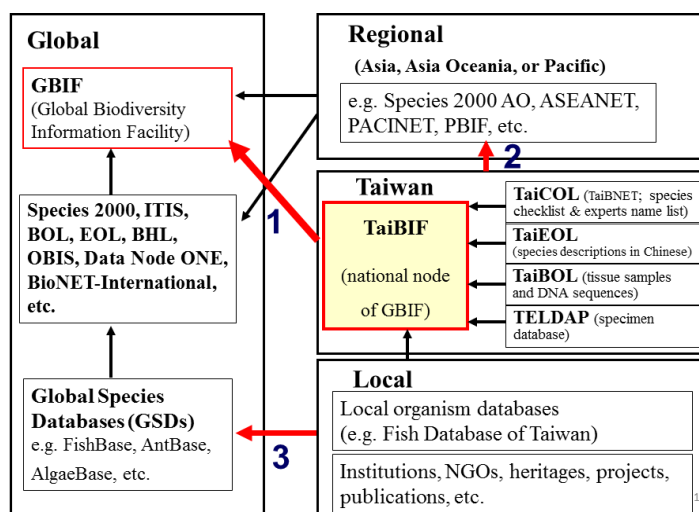 Global
GBIF
(Global Biodiversity
Information Facility)
Species 2000, ITIS,
BOL, EOL, BHL,
OBIS, Data Node ONE,
BioNET-International,
etc.
Global Species
Databases (GSDs)
e.g. FishBase, AntBase,
AlgaeBase, etc.
1
2
3
Regional
(Asia, Asia Oceania, or Pacific)
e.g. Species 2000 AO, ASEANET,
PACINET, PBIF, etc.
Taiwan
TaiBIF
(national node
of GBIF)
TaiCOL (TaiBNET; species
checklist & experts name list)
TaiEOL
(species descriptions in Chinese)
TaiBOL (tissue samples
and DNA sequences)
TELDAP (specimen
database)
Local
Local organism databases
(e.g. Fish Database of Taiwan)
Institutions, NGOs, heritages, projects,
publications, etc.
1